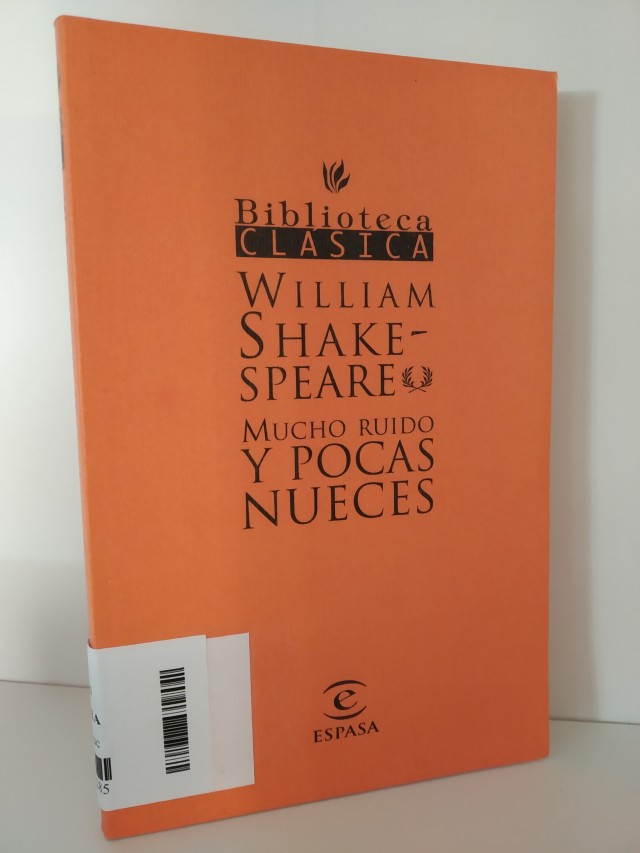 Biblioteca
CLÁSICA
WILLIAM
SHAKE-
SPEARE
MUCHO RUIDO
Y POCAS
NUECES
ESPASA